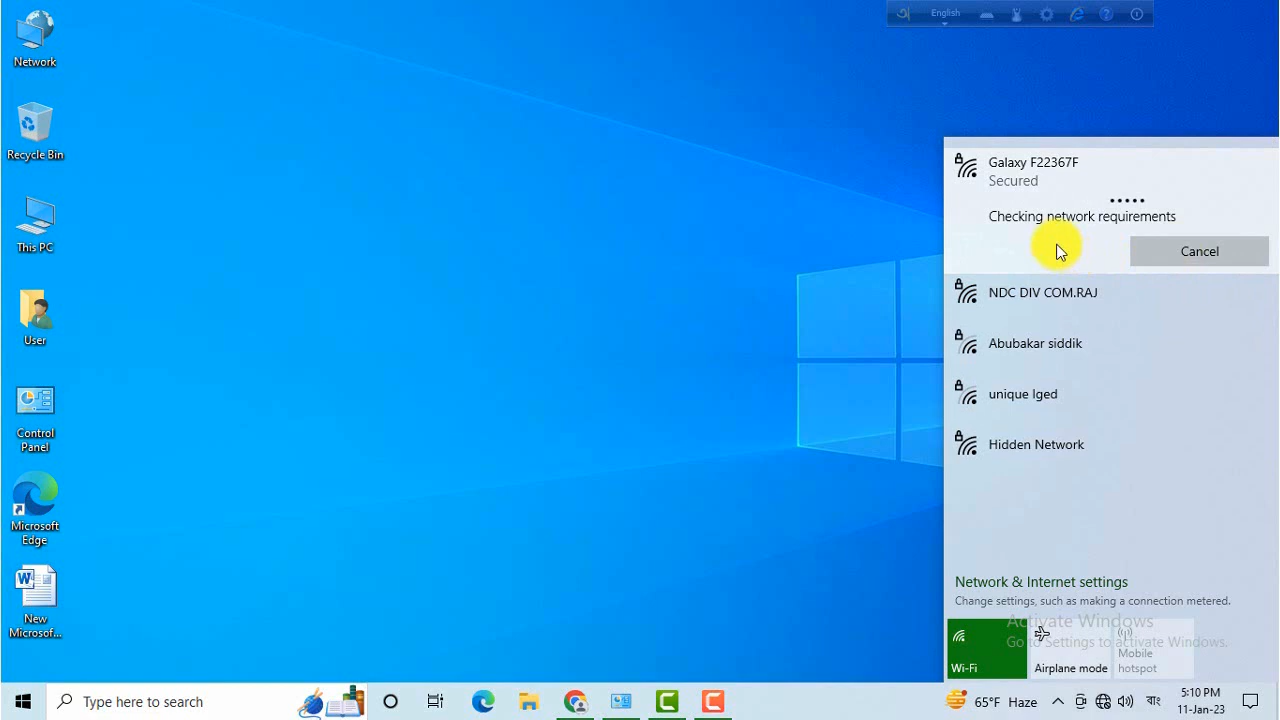 Network
Recycle Bin
This PC
User
Control
Panel
Microsoft
Edge
New
Microsof...
English
Galaxy F22367F
Secured
Checking network requirements
Cancel
NDC DIV COM.RAJ
Abubakar siddik
unique lged
Hidden Network
Network & Internet settings
Change settings, such as making a connection metered.
Activate Windows
Go to Settings to activate Windows.
Wi-Fi
Airplane mode
Mobile
hotspot
Type here to search
65°F Haze
বাং
5:10 PM
11-Jan-23